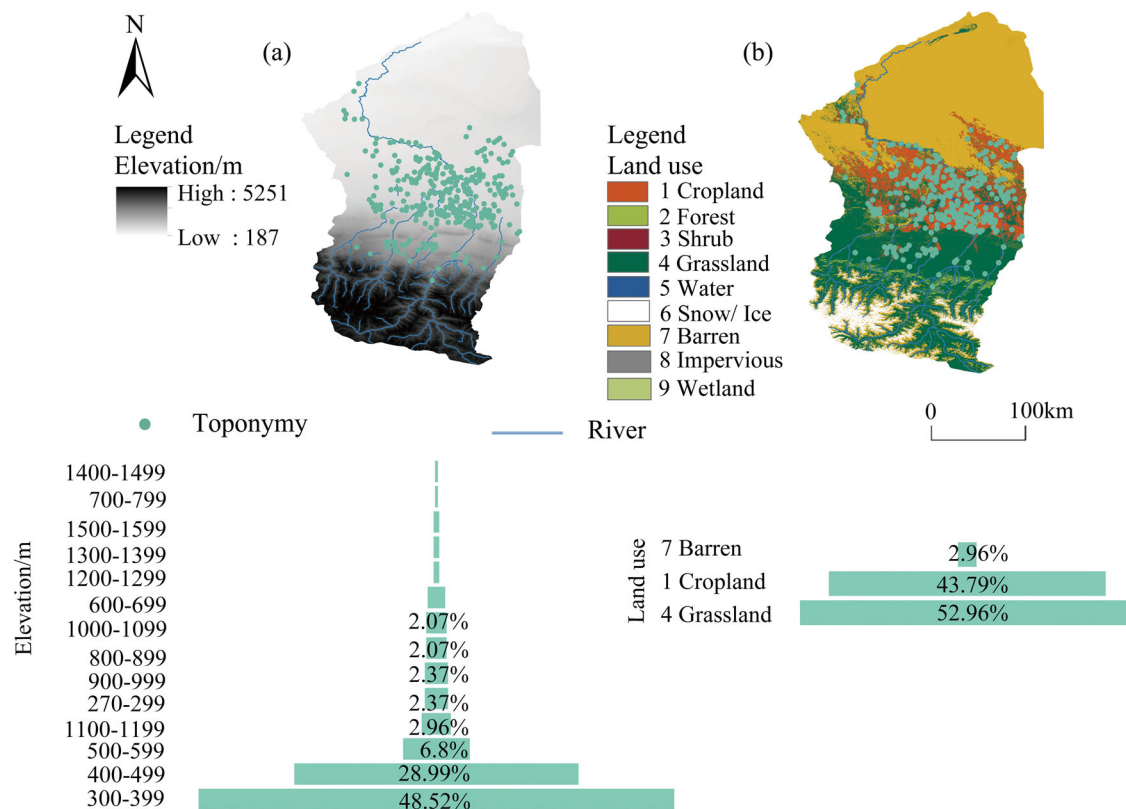 N
(a)
Legend
Elevation/m
High : 5251
Low : 187
(b)
Legend
Land use
1 Cropland
2 Forest
3 Shrub
4 Grassland
5 Water
6 Snow/ Ice
7 Barren
8 Impervious
9 Wetland
Toponymy
River
0 100km
Elevation/m
1400-1499
700-799
1500-1599
1300-1399
1200-1299
600-699
1000-1099 2.07%
800-899 2.07%
900-999 2.37%
270-299 2.37%
1100-1199 2.96%
500-599 6.8%
400-499 28.99%
300-399 48.52%
Land use
7 Barren 2.96%
1 Cropland 43.79%
4 Grassland 52.96%